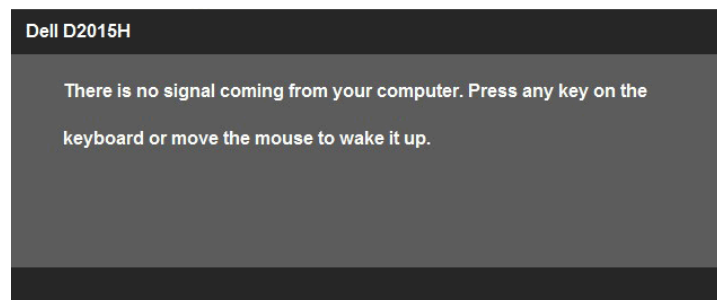 Dell D2015H
There is no signal coming from your computer. Press any key on the
keyboard or move the mouse to wake it up.